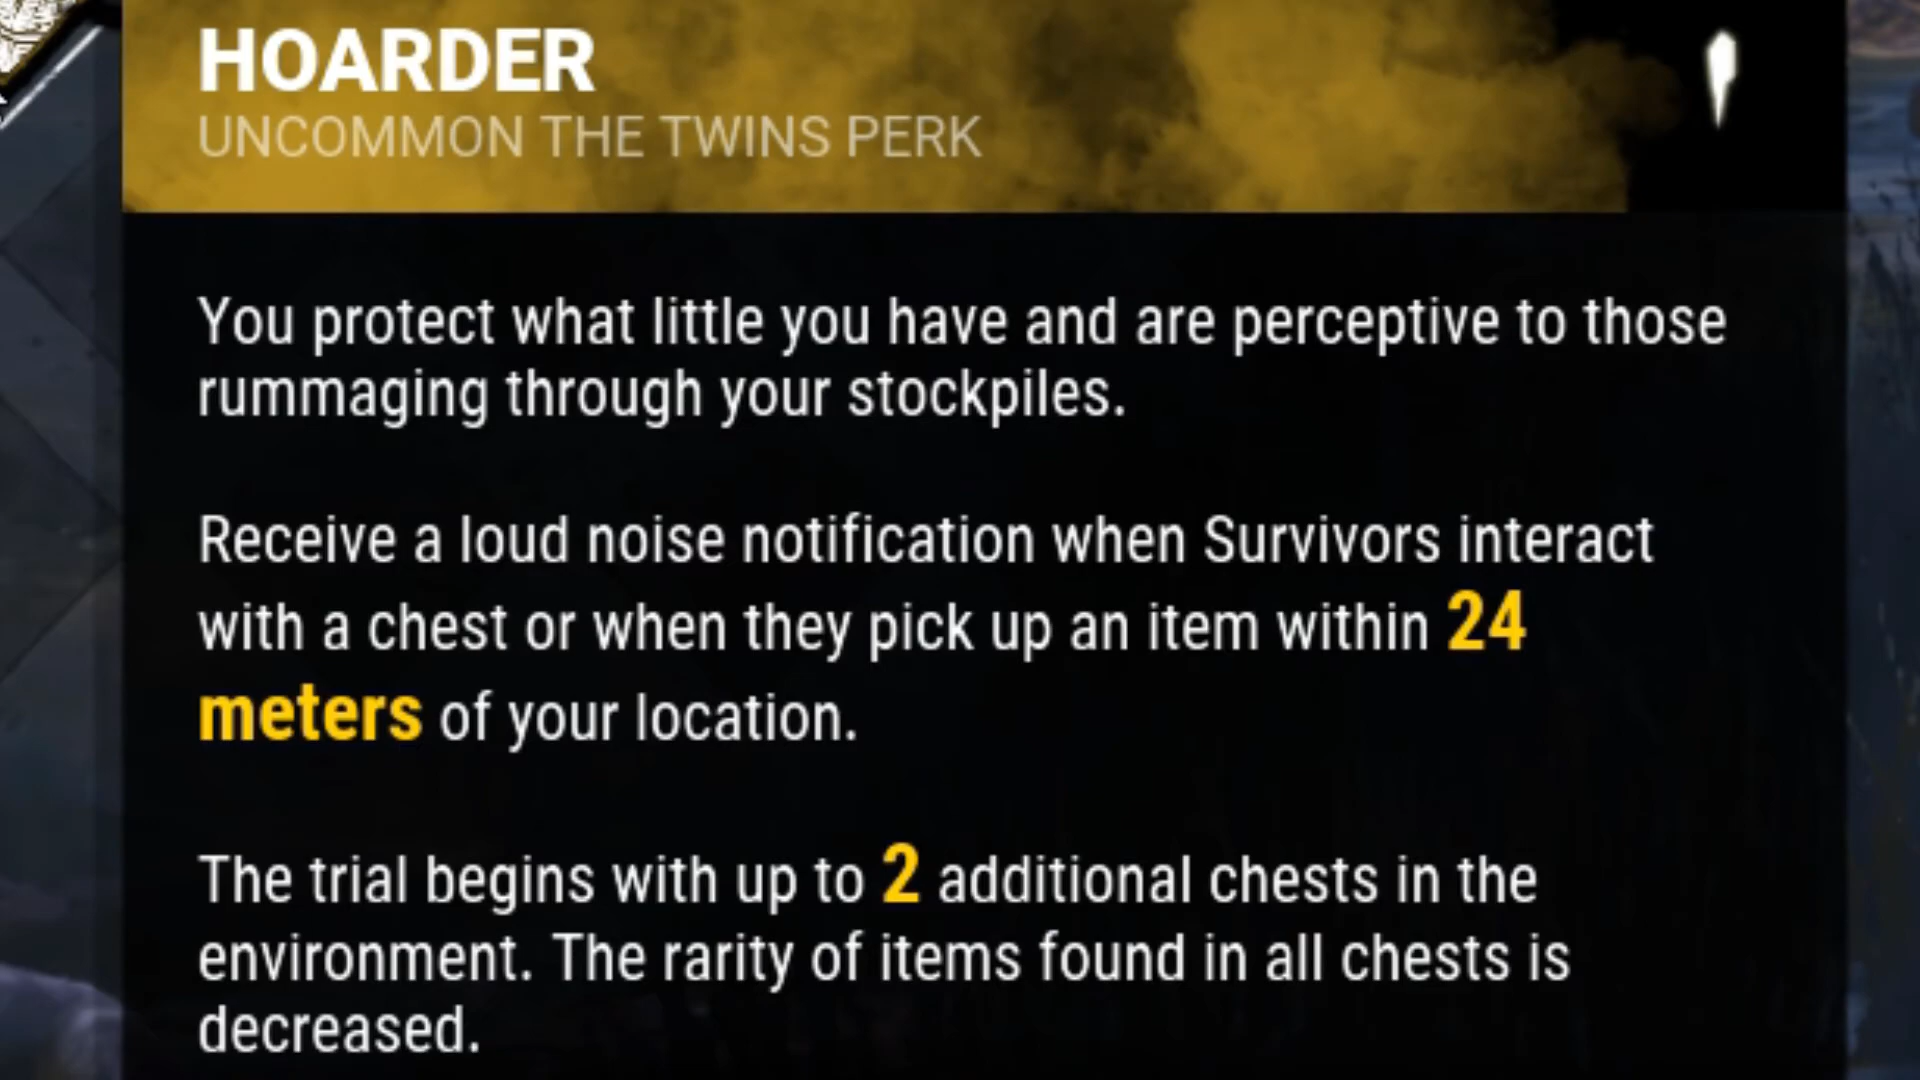 HOARDER
UNCOMMON THE TWINS PERK
You protect what little you have and are perceptive to those
rummaging through your stockpiles.
Receive a loud noise notification when Survivors interact
with a chest or when they pick up an item within 24
meters of your location.
The trial begins with up to 2 additional chests in the
environment. The rarity of items found in all chests is
decreased.